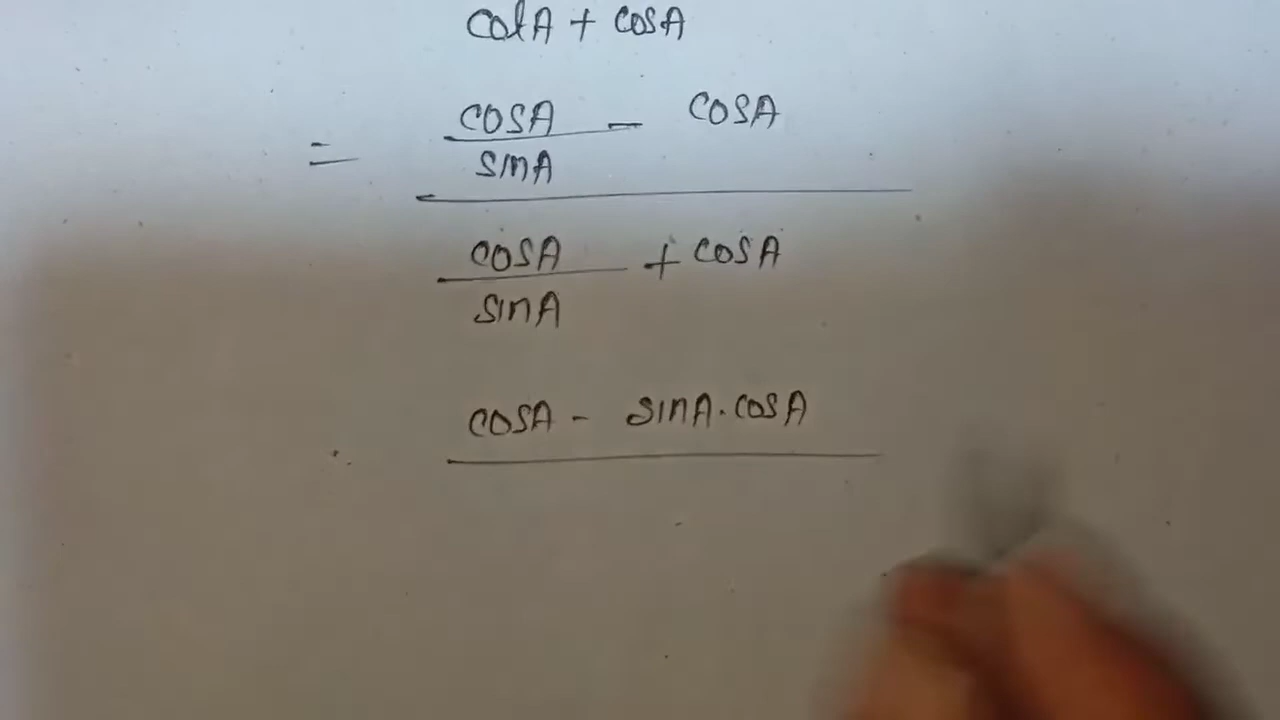 cotA + cosA
= cosA - cosA
sinA
cosA + cosA
sinA
cosA - sinA.cosA